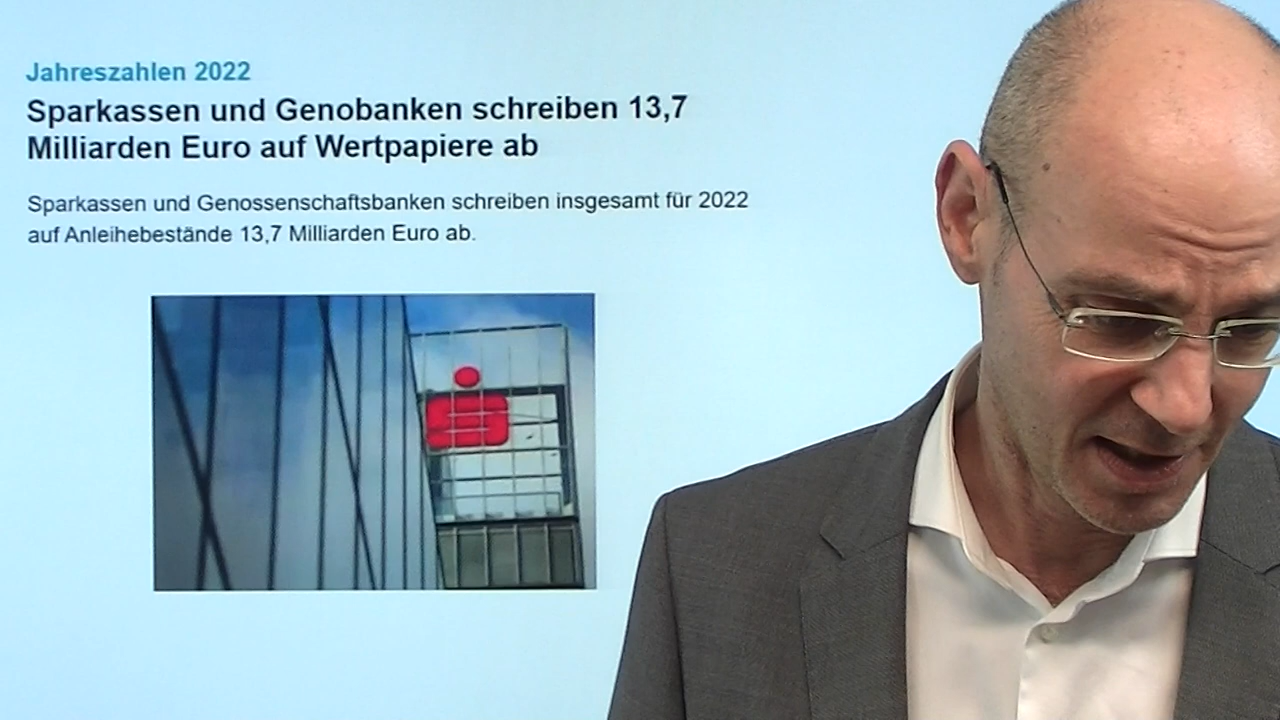 Jahreszahlen 2022
Sparkassen und Genobanken schreiben 13,7
Milliarden Euro auf Wertpapiere ab
Sparkassen und Genossenschaftsbanken schreiben insgesamt für 2022
auf Anleihebestände 13,7 Milliarden Euro ab.